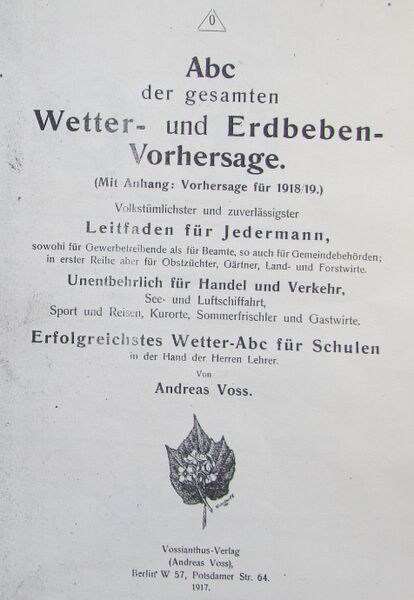 0
Abc
der gesamten
Wetter- und Erdbeben-
Vorhersage.
(Mit Anhang: Vorhersage für 1918/19.)
Volkstümlichster und zuverlässigster
Leitfaden für Jedermann,
sowohl für Gewerbetreibende als für Beamte, so auch für Gemeindebehörden;
in erster Reihe aber für Obstzüchter, Gärtner, Land- und Forstwirte.
Unentbehrlich für Handel und Verkehr,
See- und Luftschiffahrt,
Sport und Reisen, Kurorte, Sommerfrischler und Gastwirte.
Erfolgreichstes Wetter-Abc für Schulen
in der Hand der Herren Lehrer.
Von
Andreas Voss.
Vossianthus-Verlag
(Andreas Voss),
Berlin W 57, Potsdamer Str. 64.
1917.